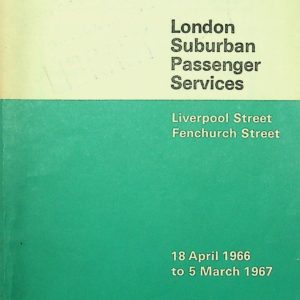 London
Suburban
Passenger
Services
Liverpool Street
Fenchurch Street
18 April 1966
to 5 March 1967